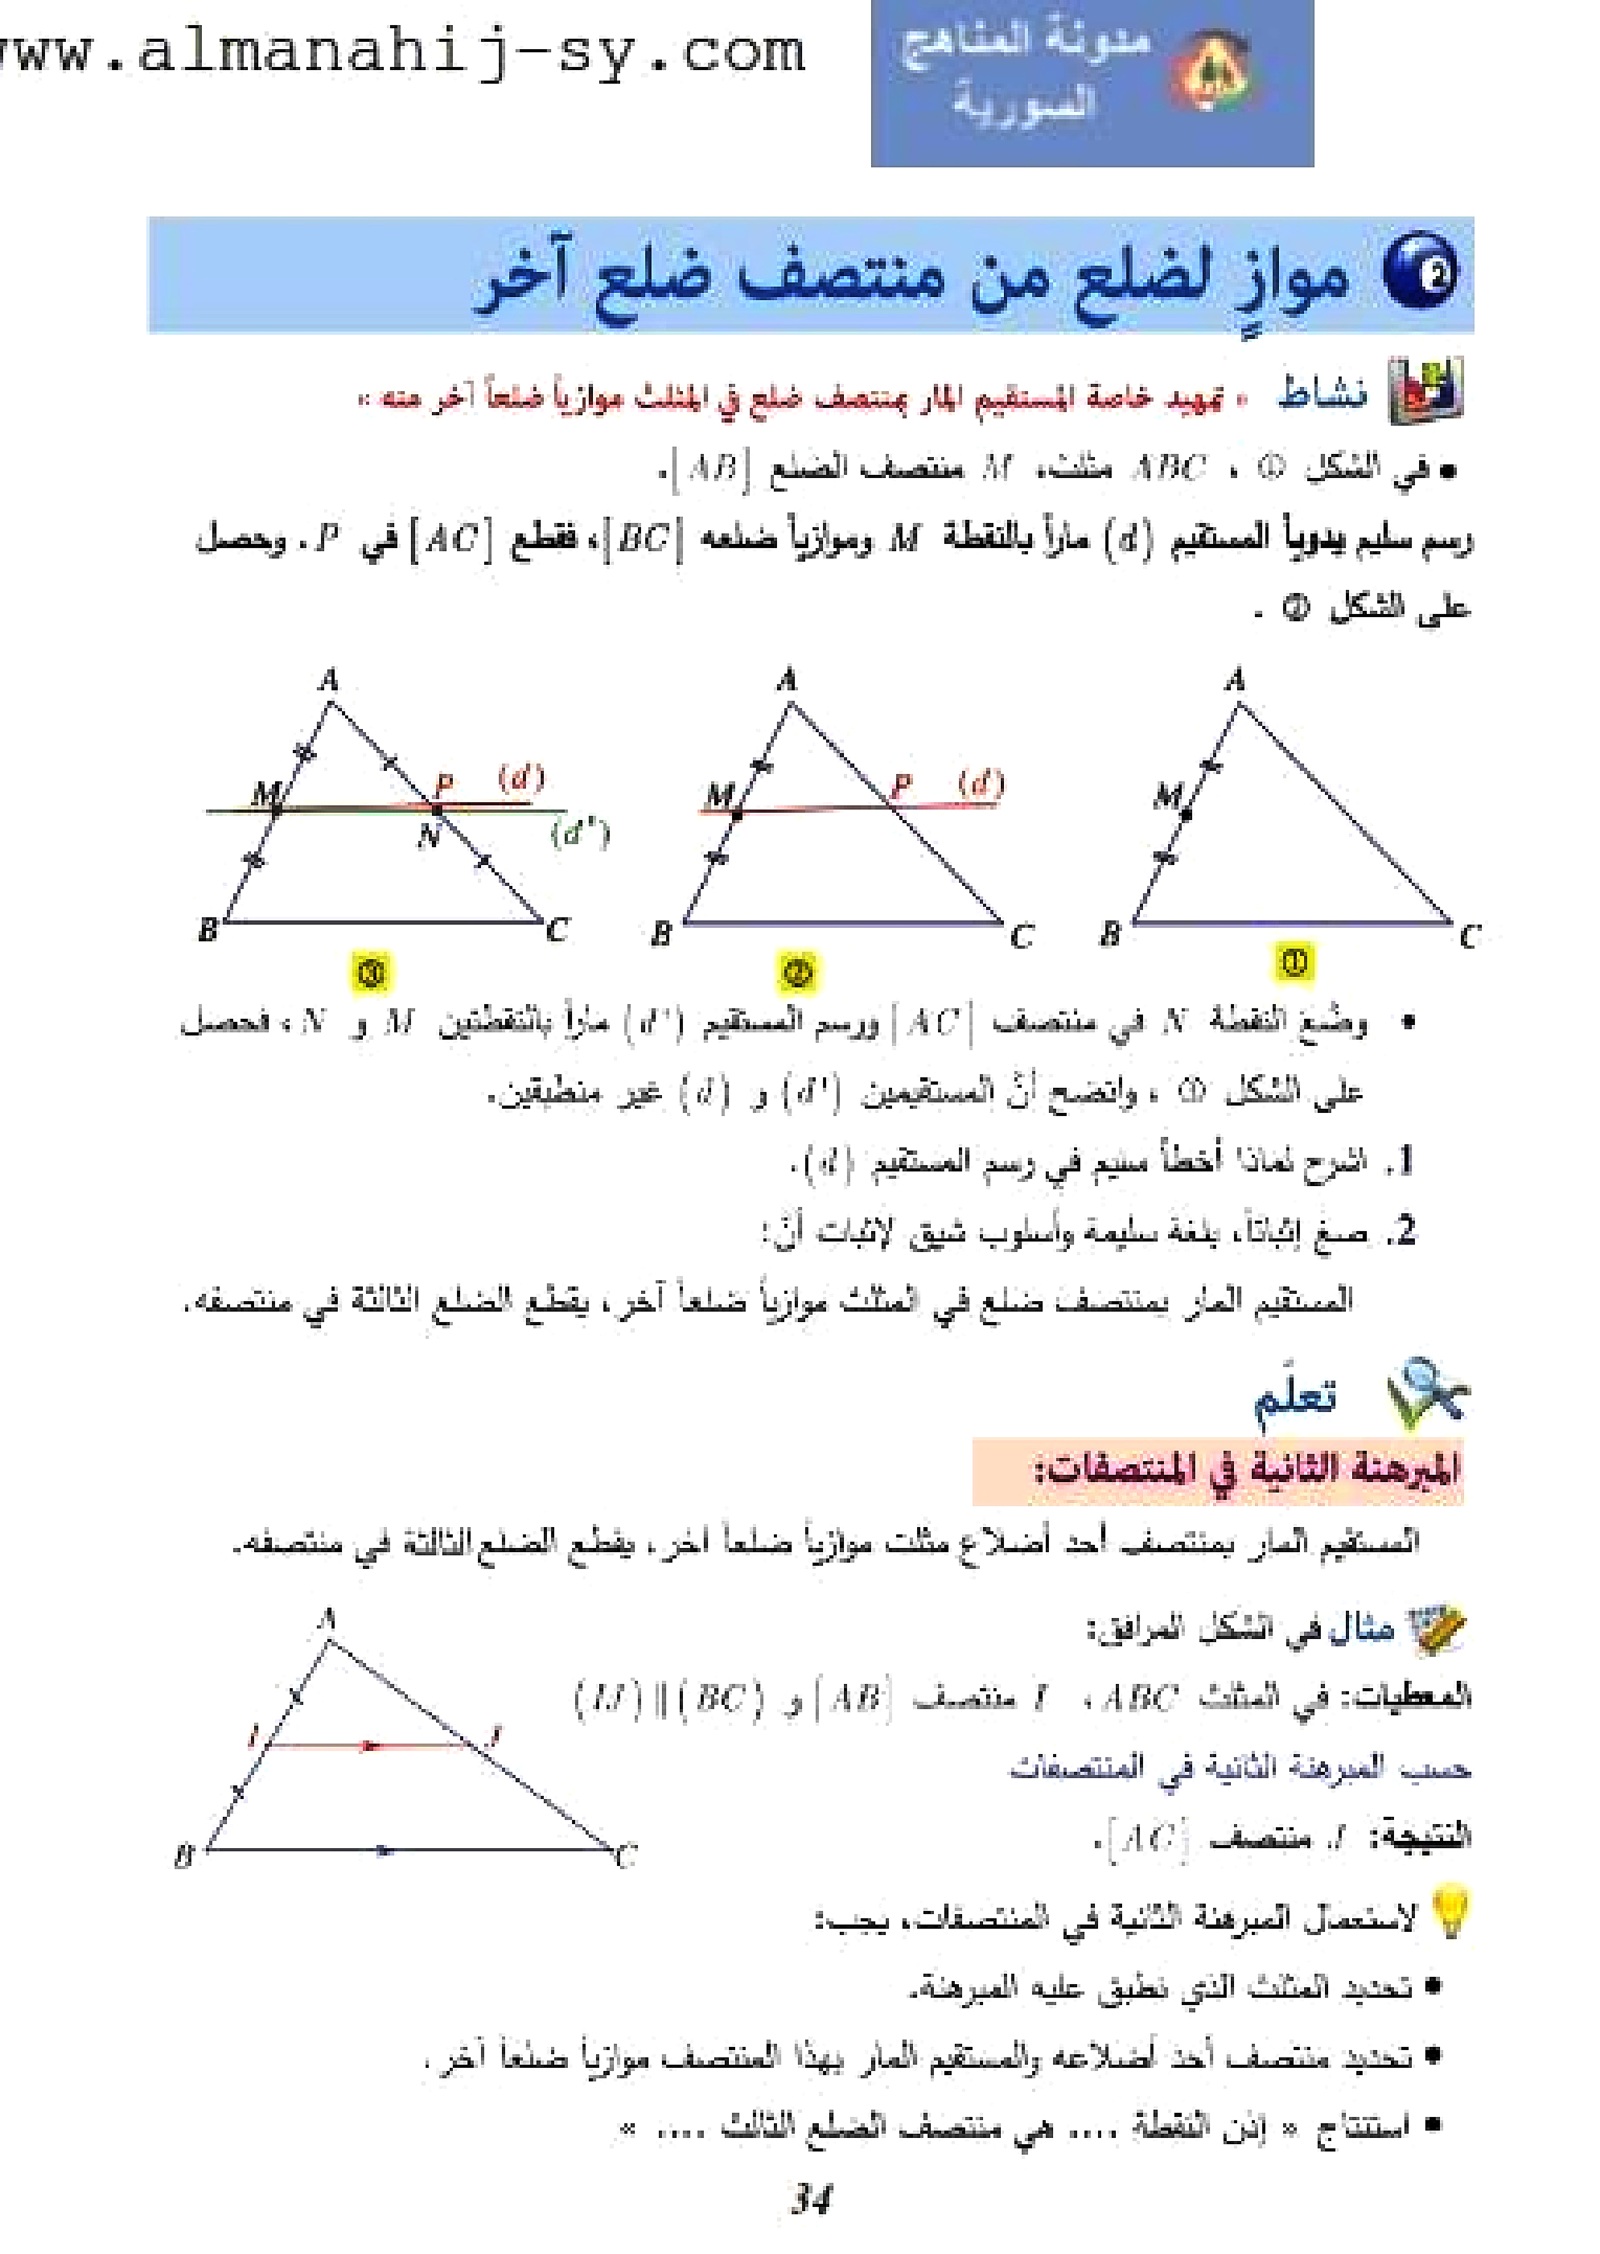 www.almanahij-sy.com
مدونة المناهج
السورية
2 موازٍ لضلع من منتصف ضلع آخر
نشاط « تمهيد خاصة المستقيم المار بمنتصف ضلع في المثلث موازياً ضلعاً آخر منه »
• في الشكل ① ، ABC مثلث، M منتصف الضلع [AB].
رسم سليم يدوياً المستقيم (d) ماراً بالنقطة M وموازياً ضلعه [BC]، فقطع [AC] في P. وحصل
على الشكل ② .
A
M
P
(d)
N
(d')
B
C
③
A
M
P
(d)
B
C
②
A
M
B
C
①
• وضُع النقطة N في منتصف [AC] ورسم المستقيم (d') ماراً بالنقطتين M و N ، فحصل
على الشكل ، واتضح أنَّ المستقيمين (d') و (d) غير منطبقين.
1. اشرح لماذا أخطأ سليم في رسم المستقيم (d).
2. صغ إثباتاً، بلغة سليمة وأسلوب شيق لإثبات أنَّ:
المستقيم المار بمنتصف ضلع في المثلث موازياً ضلعاً آخر ، يقطع الضلع الثالثة في منتصفه.
تعلَّم
المبرهنة الثانية في المنتصفات:
المستقيم المار بمنتصف أحد أضلاع مثلث موازياً ضلعاً آخر ، يقطع الضلع الثالثة في منتصفه.
مثال في الشكل المرافق:
المعطيات: في المثلث ABC ، I منتصف [AB] و (IJ) || (BC)
حسب المبرهنة الثانية في المنتصفات
النتيجة: J منتصف [AC].
A
I
J
B
C
لاستعمال المبرهنة الثانية في المنتصفات، يجب:
• تحديد المثلث الذي نطبق عليه المبرهنة.
• تحديد منتصف أحد أضلاعه والمستقيم المار بهذا المنتصف موازياً ضلعاً آخر .
• استنتاج « إذن النقطة .... هي منتصف الضلع الثالث .... »
34